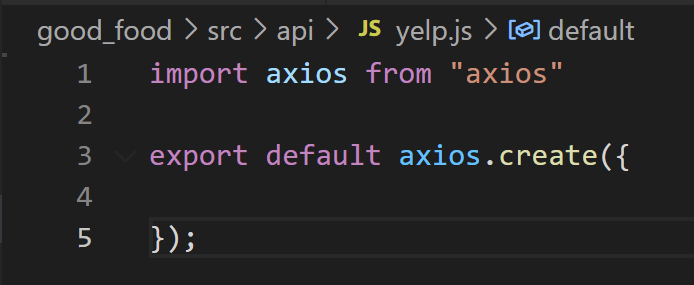 good_food > src > api > JS yelp.js > default
1 import axios from "axios"
2
3 export default axios.create({
4
5 });